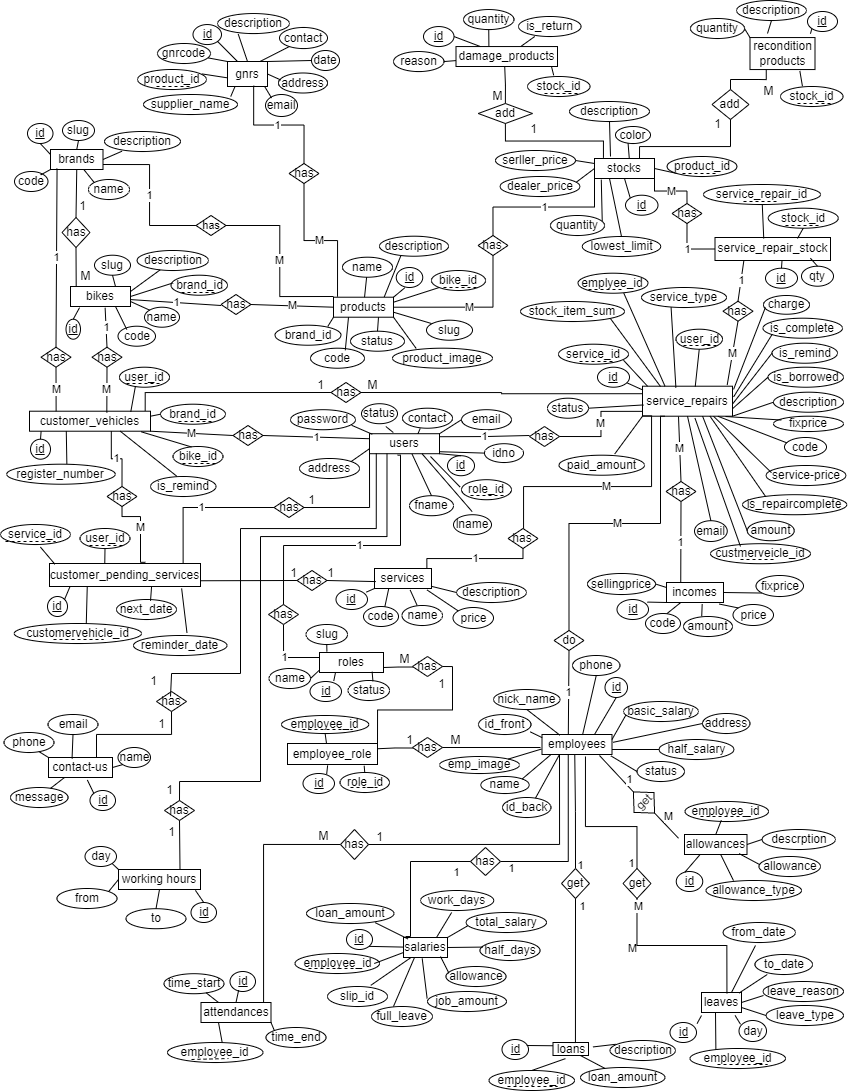 description
id
contact
gnrcode
date
gnrs
product_id
address
supplier_name
email
1
has
M
quantity
id
is_return
reason
damage_products
stock_id
M
add
1
description
quantity
id
recondition
products
stock_id
M
add
1
id
slug
description
brands
code
name
1
has
M
1
has
M
1
has
M
description
color
serller_price
stocks
product_id
dealer_price
id
quantity
lowest_limit
1
has
M
M
has
1
service_repair_id
stock_id
service_repair_stock
id
qty
1
has
M
slug
description
bikes
brand_id
name
id
code
1
has
M
1
has
M
description
name
id
bike_id
products
brand_id
slug
status
code
product_image
emplyee_id
service_type
stock_item_sum
charge
is_complete
user_id
service_id
is_remind
id
is_borrowed
service_repairs
status
description
fixprice
code
paid_amount
service-price
is_repaircomplete
email
amount
custmerveicle_id
user_id
1
has
M
customer_vehicles
brand_id
id
bike_id
register_number
is_remind
M
has
1
1
has
M
password
status
contact
email
users
idno
address
id
role_id
fname
lname
1
has
M
1
has
1
M
has
1
M
has
1
M
do
1
service_id
user_id
customer_pending_services
id
next_date
customervehicle_id
reminder_date
1
has
1
services
id
code
name
description
price
1
has
1
sellingprice
fixprice
incomes
id
code
amount
price
slug
roles
name
id
status
M
has
1
employee_id
employee_role
id
role_id
1
has
M
1
has
1
email
phone
name
contact-us
message
id
1
has
1
day
working hours
from
to
id
phone
id
nick_name
basic_salary
id_front
address
employees
half_salary
emp_image
status
name
id_back
1
get
M
employee_id
allowances
descrption
allowance
id
allowance_type
M
has
1
1
has
1
1
get
1
1
get
M
M
work_days
loan_amount
total_salary
id
salaries
half_days
employee_id
allowance
slip_id
job_amount
full_leave
time_start
id
attendances
time_end
employee_id
from_date
to_date
leave_reason
leaves
leave_type
id
day
employee_id
id
loans
description
employee_id
loan_amount